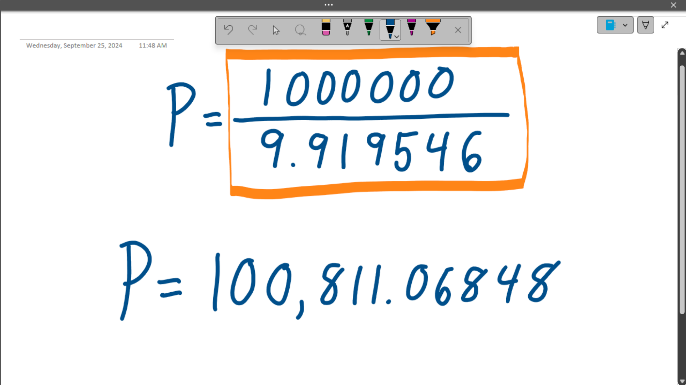 Wednesday, September 25, 2024 11:48 AM
P = 1000000
9.919546
P = 100,811.06848